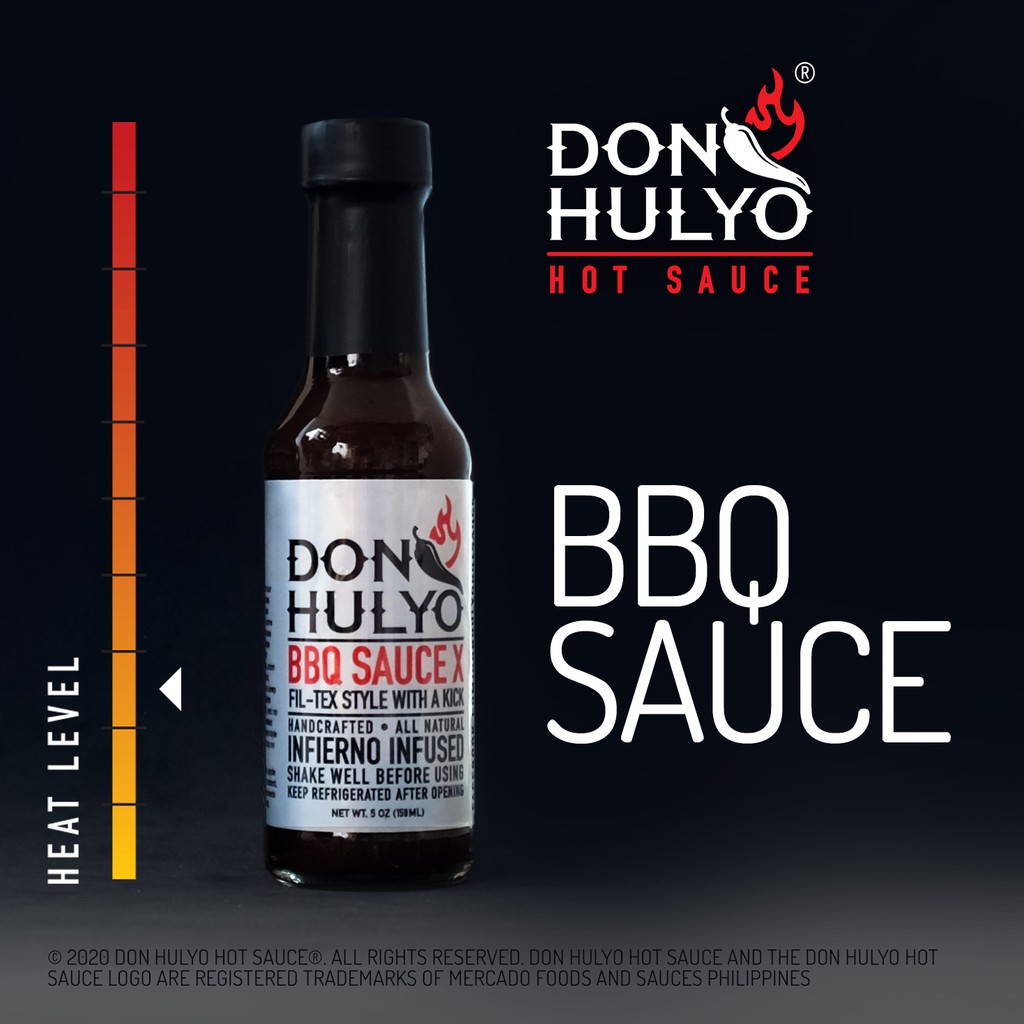 DON
HULYO
HOT SAUCE
®
BBQ
SAUCE
DON
HULYO
BBQ SAUCE X
FIL-TEX STYLE WITH A KICK
HANDCRAFTED • ALL NATURAL
INFIERNO INFUSED
SHAKE WELL BEFORE USING
KEEP REFRIGERATED AFTER OPENING
NET WT. 5 OZ (158ML)
HEAT LEVEL
© 2020 DON HULYO HOT SAUCE®. ALL RIGHTS RESERVED. DON HULYO HOT SAUCE AND THE DON HULYO HOT
SAUCE LOGO ARE REGISTERED TRADEMARKS OF MERCADO FOODS AND SAUCES PHILIPPINES